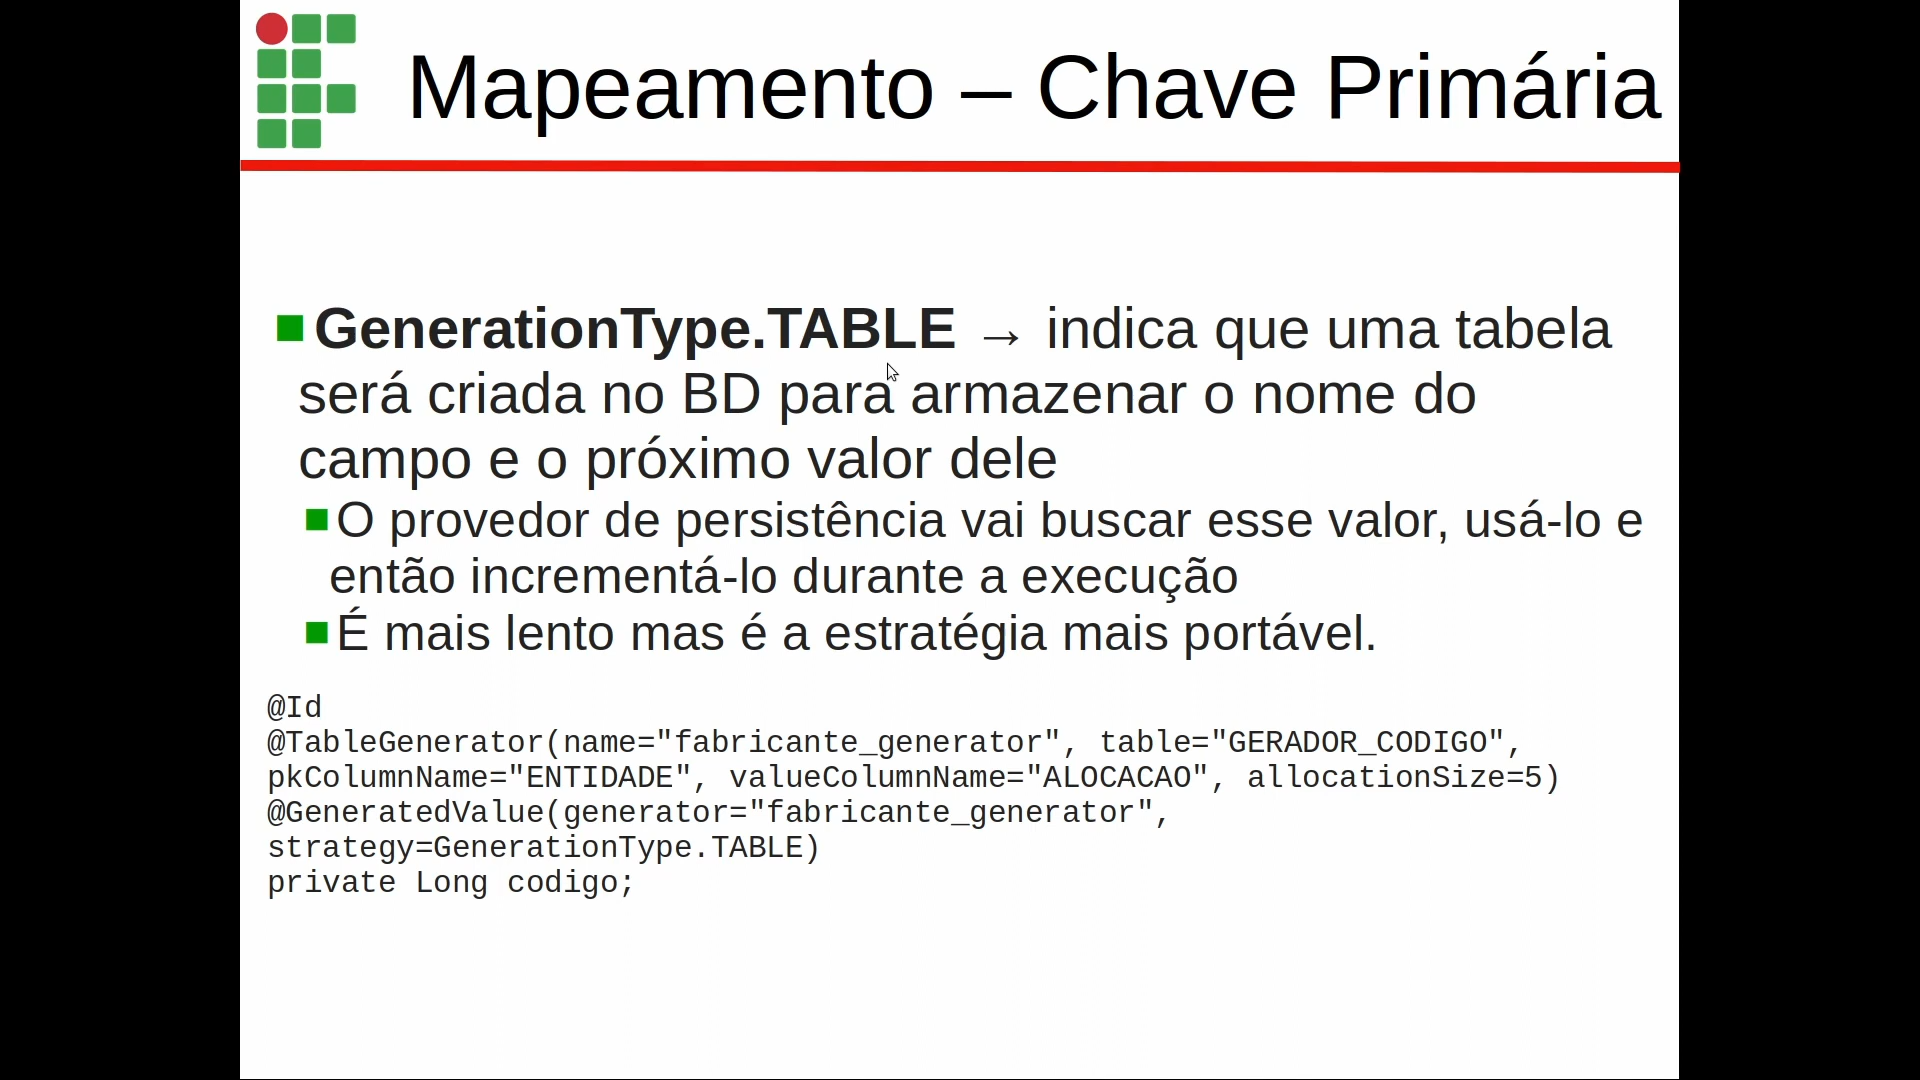 Mapeamento – Chave Primária
GenerationType.TABLE → indica que uma tabela
será criada no BD para armazenar o nome do
campo e o próximo valor dele
O provedor de persistência vai buscar esse valor, usá-lo e
então incrementá-lo durante a execução
É mais lento mas é a estratégia mais portável.
@Id
@TableGenerator(name="fabricante_generator", table="GERADOR_CODIGO",
pkColumnName="ENTIDADE", valueColumnName="ALOCACAO", allocationSize=5)
@GeneratedValue(generator="fabricante_generator",
strategy=GenerationType.TABLE)
private Long codigo;